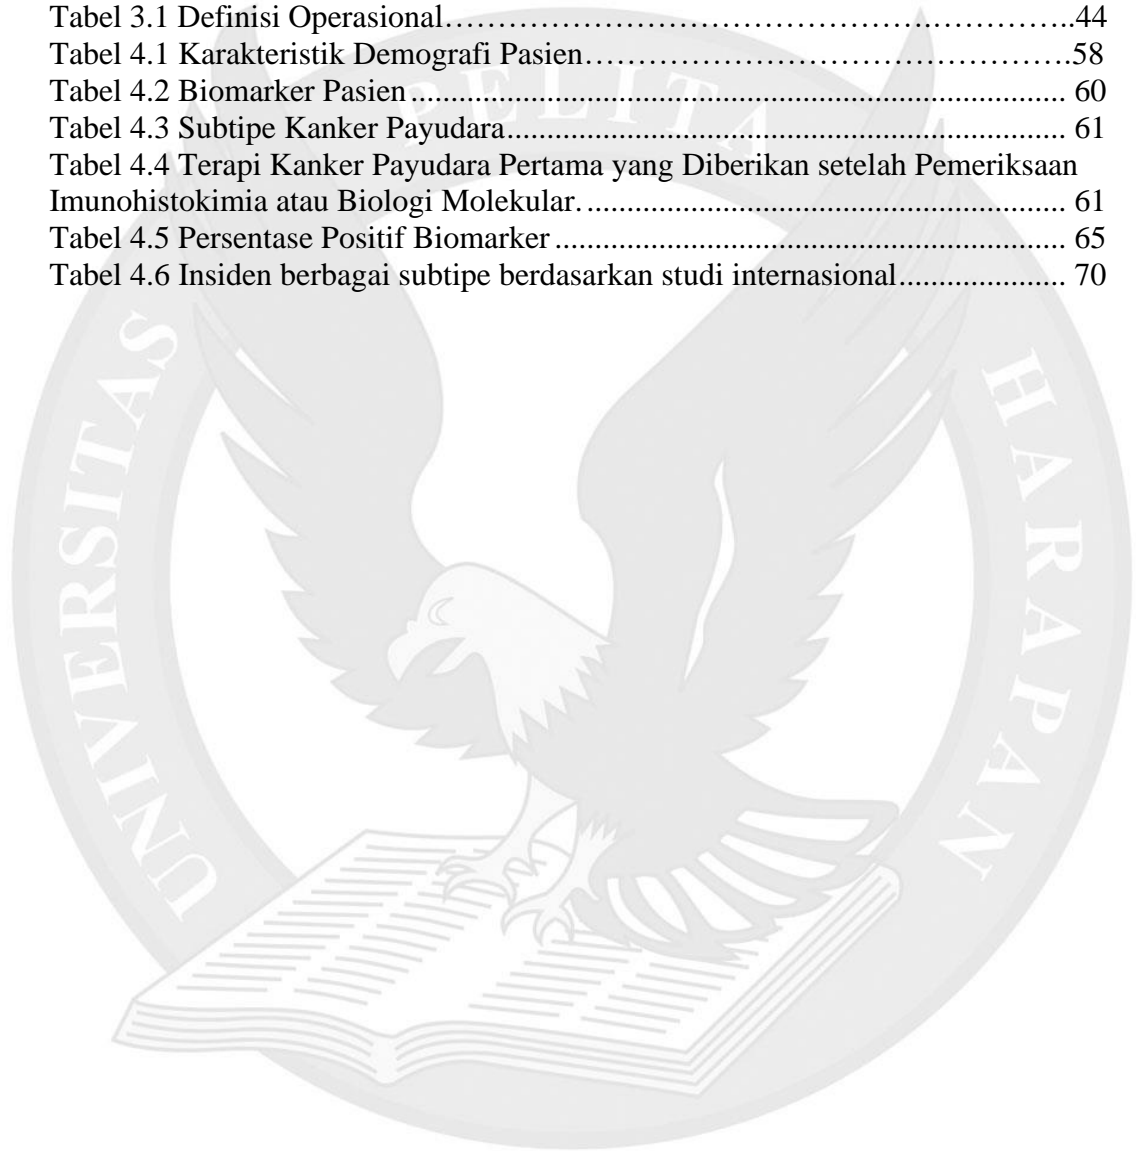 Tabel 3.1 Definisi Operasional……………………………………………………………..44
Tabel 4.1 Karakteristik Demografi Pasien……………………………………………….58
Tabel 4.2 Biomarker Pasien.................................................................................... 60
Tabel 4.3 Subtipe Kanker Payudara........................................................................ 61
Tabel 4.4 Terapi Kanker Payudara Pertama yang Diberikan setelah Pemeriksaan
Imunohistokimia atau Biologi Molekular............................................................... 61
Tabel 4.5 Persentase Positif Biomarker.................................................................. 65
Tabel 4.6 Insiden berbagai subtipe berdasarkan studi internasional..................... 70
UNIVERSITAS PELITA HARAPAN